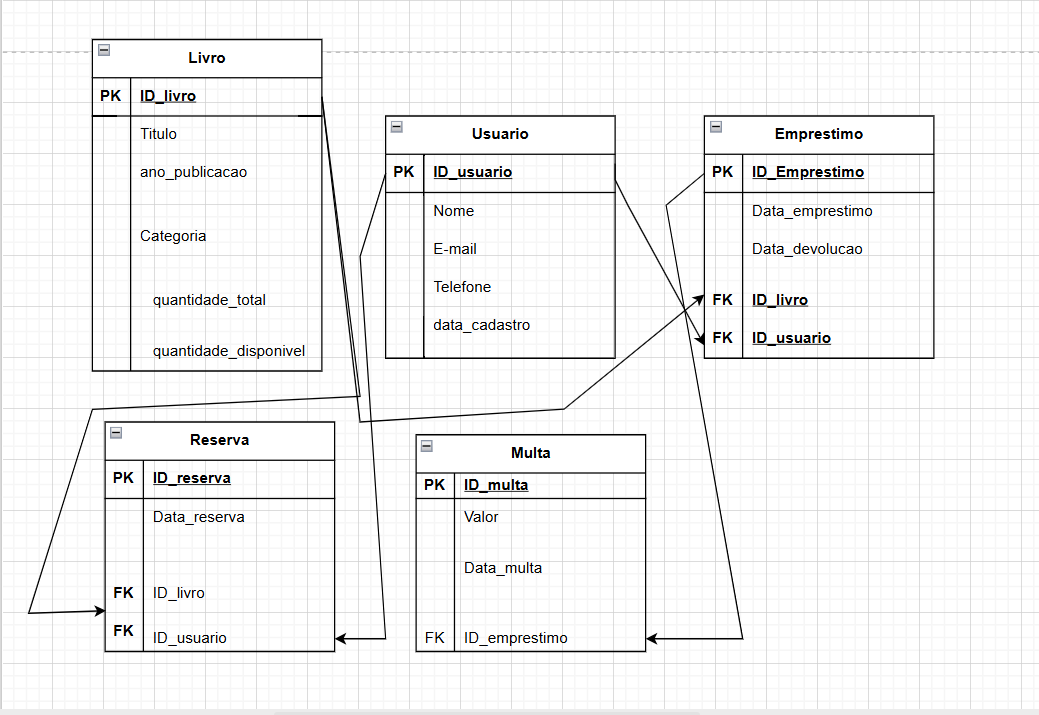 Livro
PK ID_livro
Titulo
ano_publicacao
Categoria
quantidade_total
quantidade_disponivel
Usuario
PK ID_usuario
Nome
E-mail
Telefone
data_cadastro
Emprestimo
PK ID_Emprestimo
Data_emprestimo
Data_devolucao
FK ID_livro
FK ID_usuario
Reserva
PK ID_reserva
Data_reserva
FK ID_livro
FK ID_usuario
Multa
PK ID_multa
Valor
Data_multa
FK ID_emprestimo